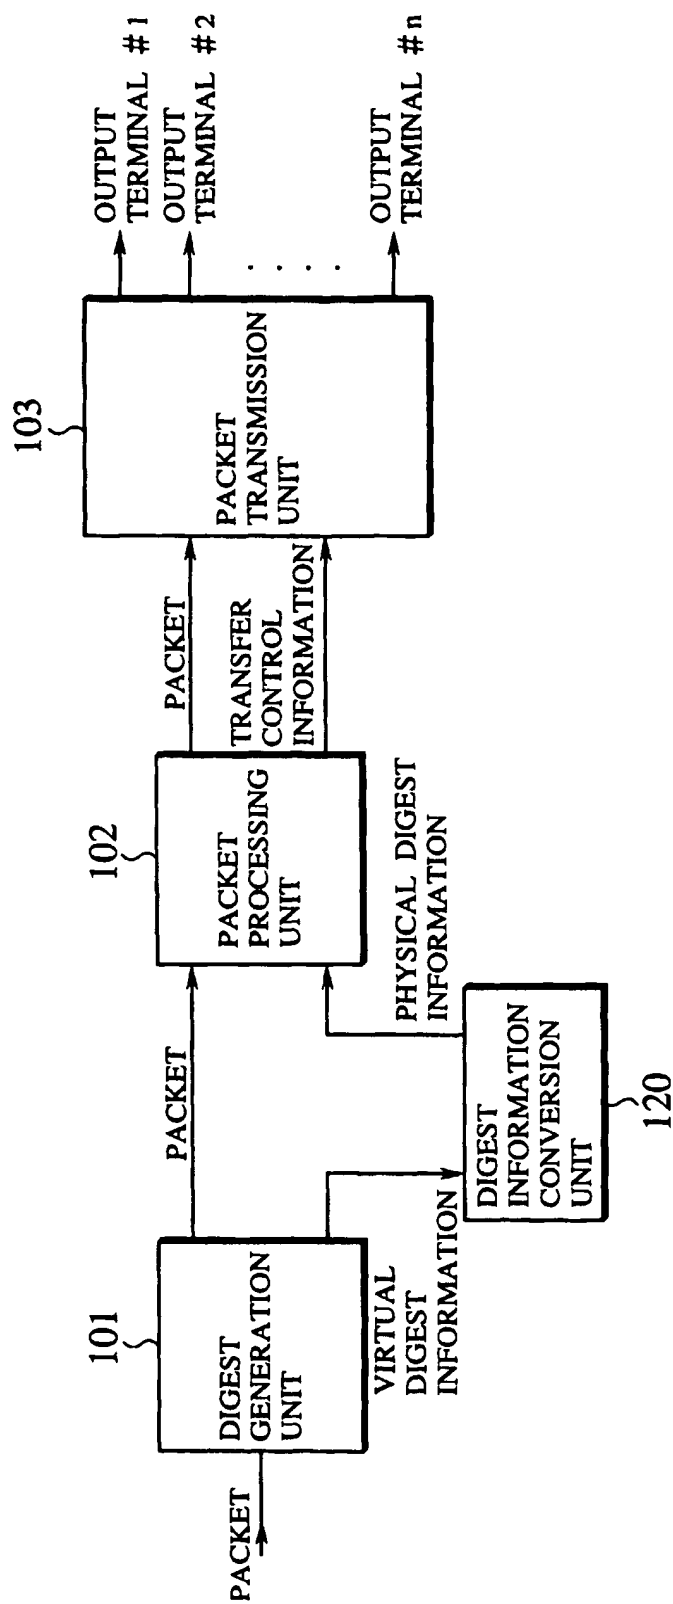 PACKET
101
DIGEST
GENERATION
UNIT
PACKET
VIRTUAL
DIGEST
INFORMATION
DIGEST
INFORMATION
CONVERSION
UNIT
120
PHYSICAL DIGEST
INFORMATION
102
PACKET
PROCESSING
UNIT
PACKET
TRANSFER
CONTROL
INFORMATION
103
PACKET
TRANSMISSION
UNIT
OUTPUT
TERMINAL #1
OUTPUT
TERMINAL #2
. . . .
OUTPUT
TERMINAL #n